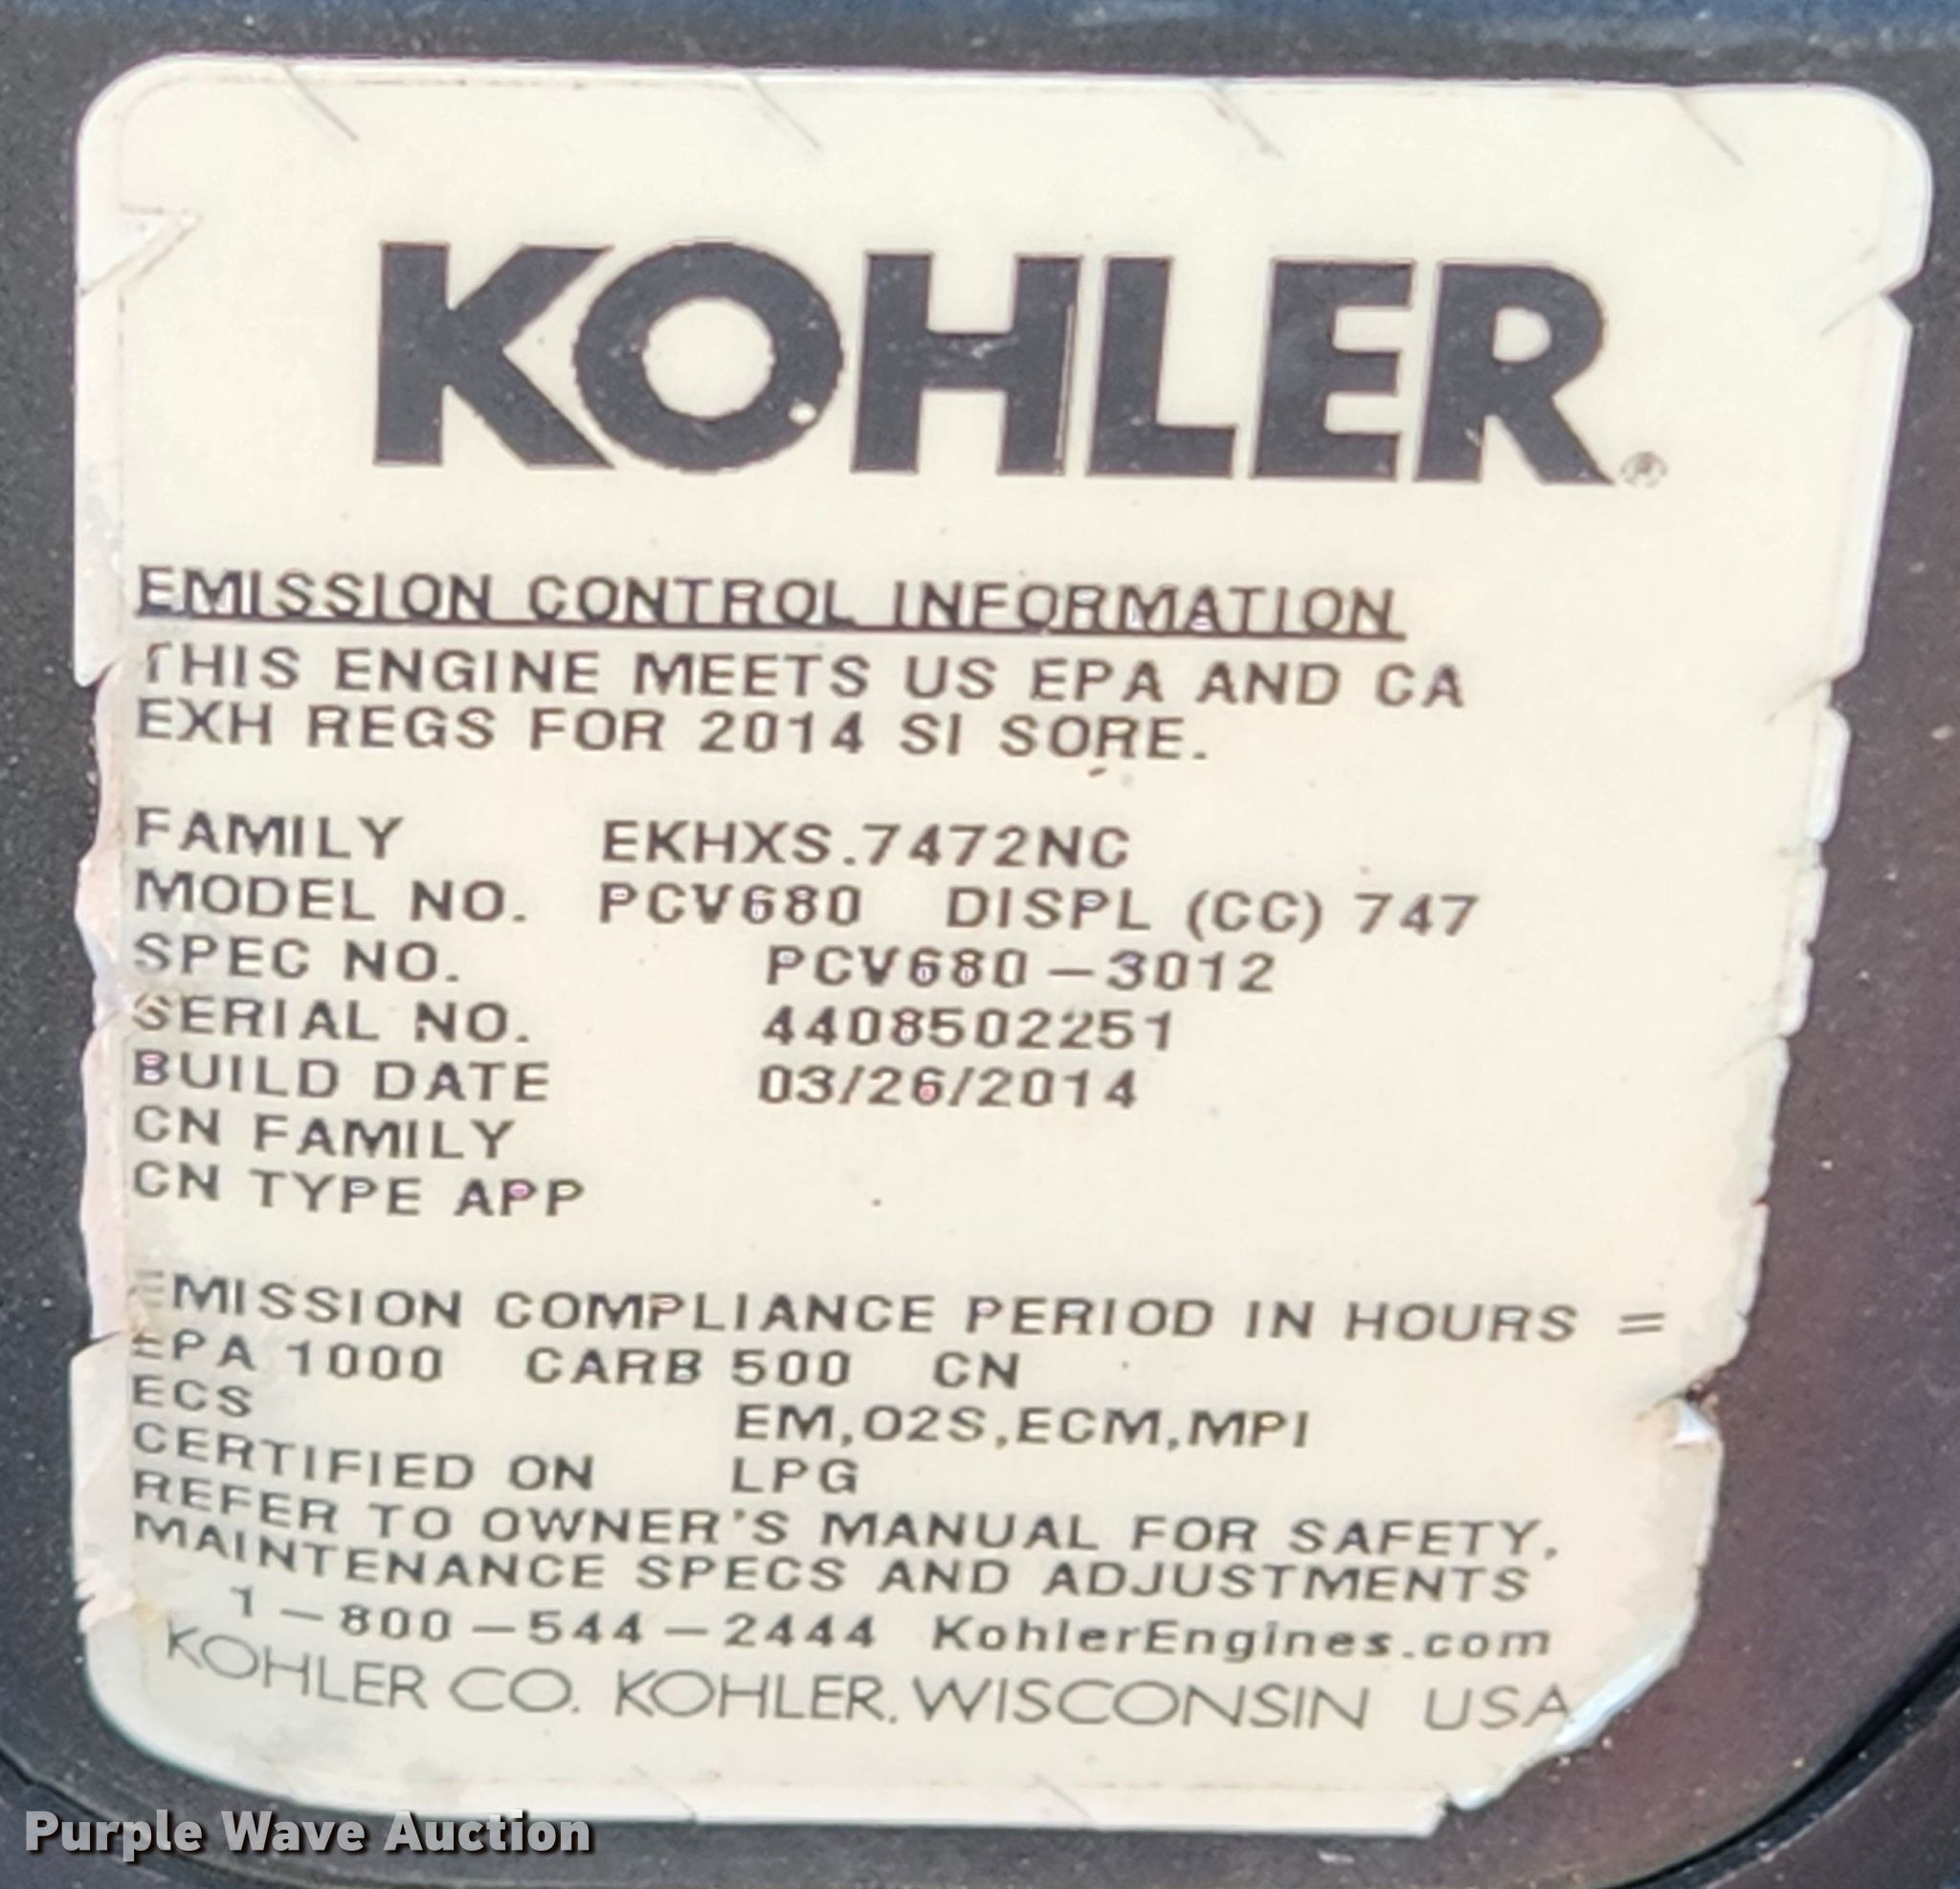 KOHLER®
EMISSION CONTROL INFORMATION
THIS ENGINE MEETS US EPA AND CA
EXH REGS FOR 2014 SI SORE.
FAMILY EKHXS.7472NC
MODEL NO. PCV680 DISPL (CC) 747
SPEC NO. PCV680-3012
SERIAL NO. 4408502251
BUILD DATE 03/26/2014
CN FAMILY
CN TYPE APP
EMISSION COMPLIANCE PERIOD IN HOURS =
EPA 1000 CARB 500 CN
ECS EM,O2S,ECM,MPI
CERTIFIED ON LPG
REFER TO OWNER'S MANUAL FOR SAFETY,
MAINTENANCE SPECS AND ADJUSTMENTS
1-800-544-2444 KohlerEngines.com
KOHLER CO. KOHLER, WISCONSIN USA
Purple Wave Auction